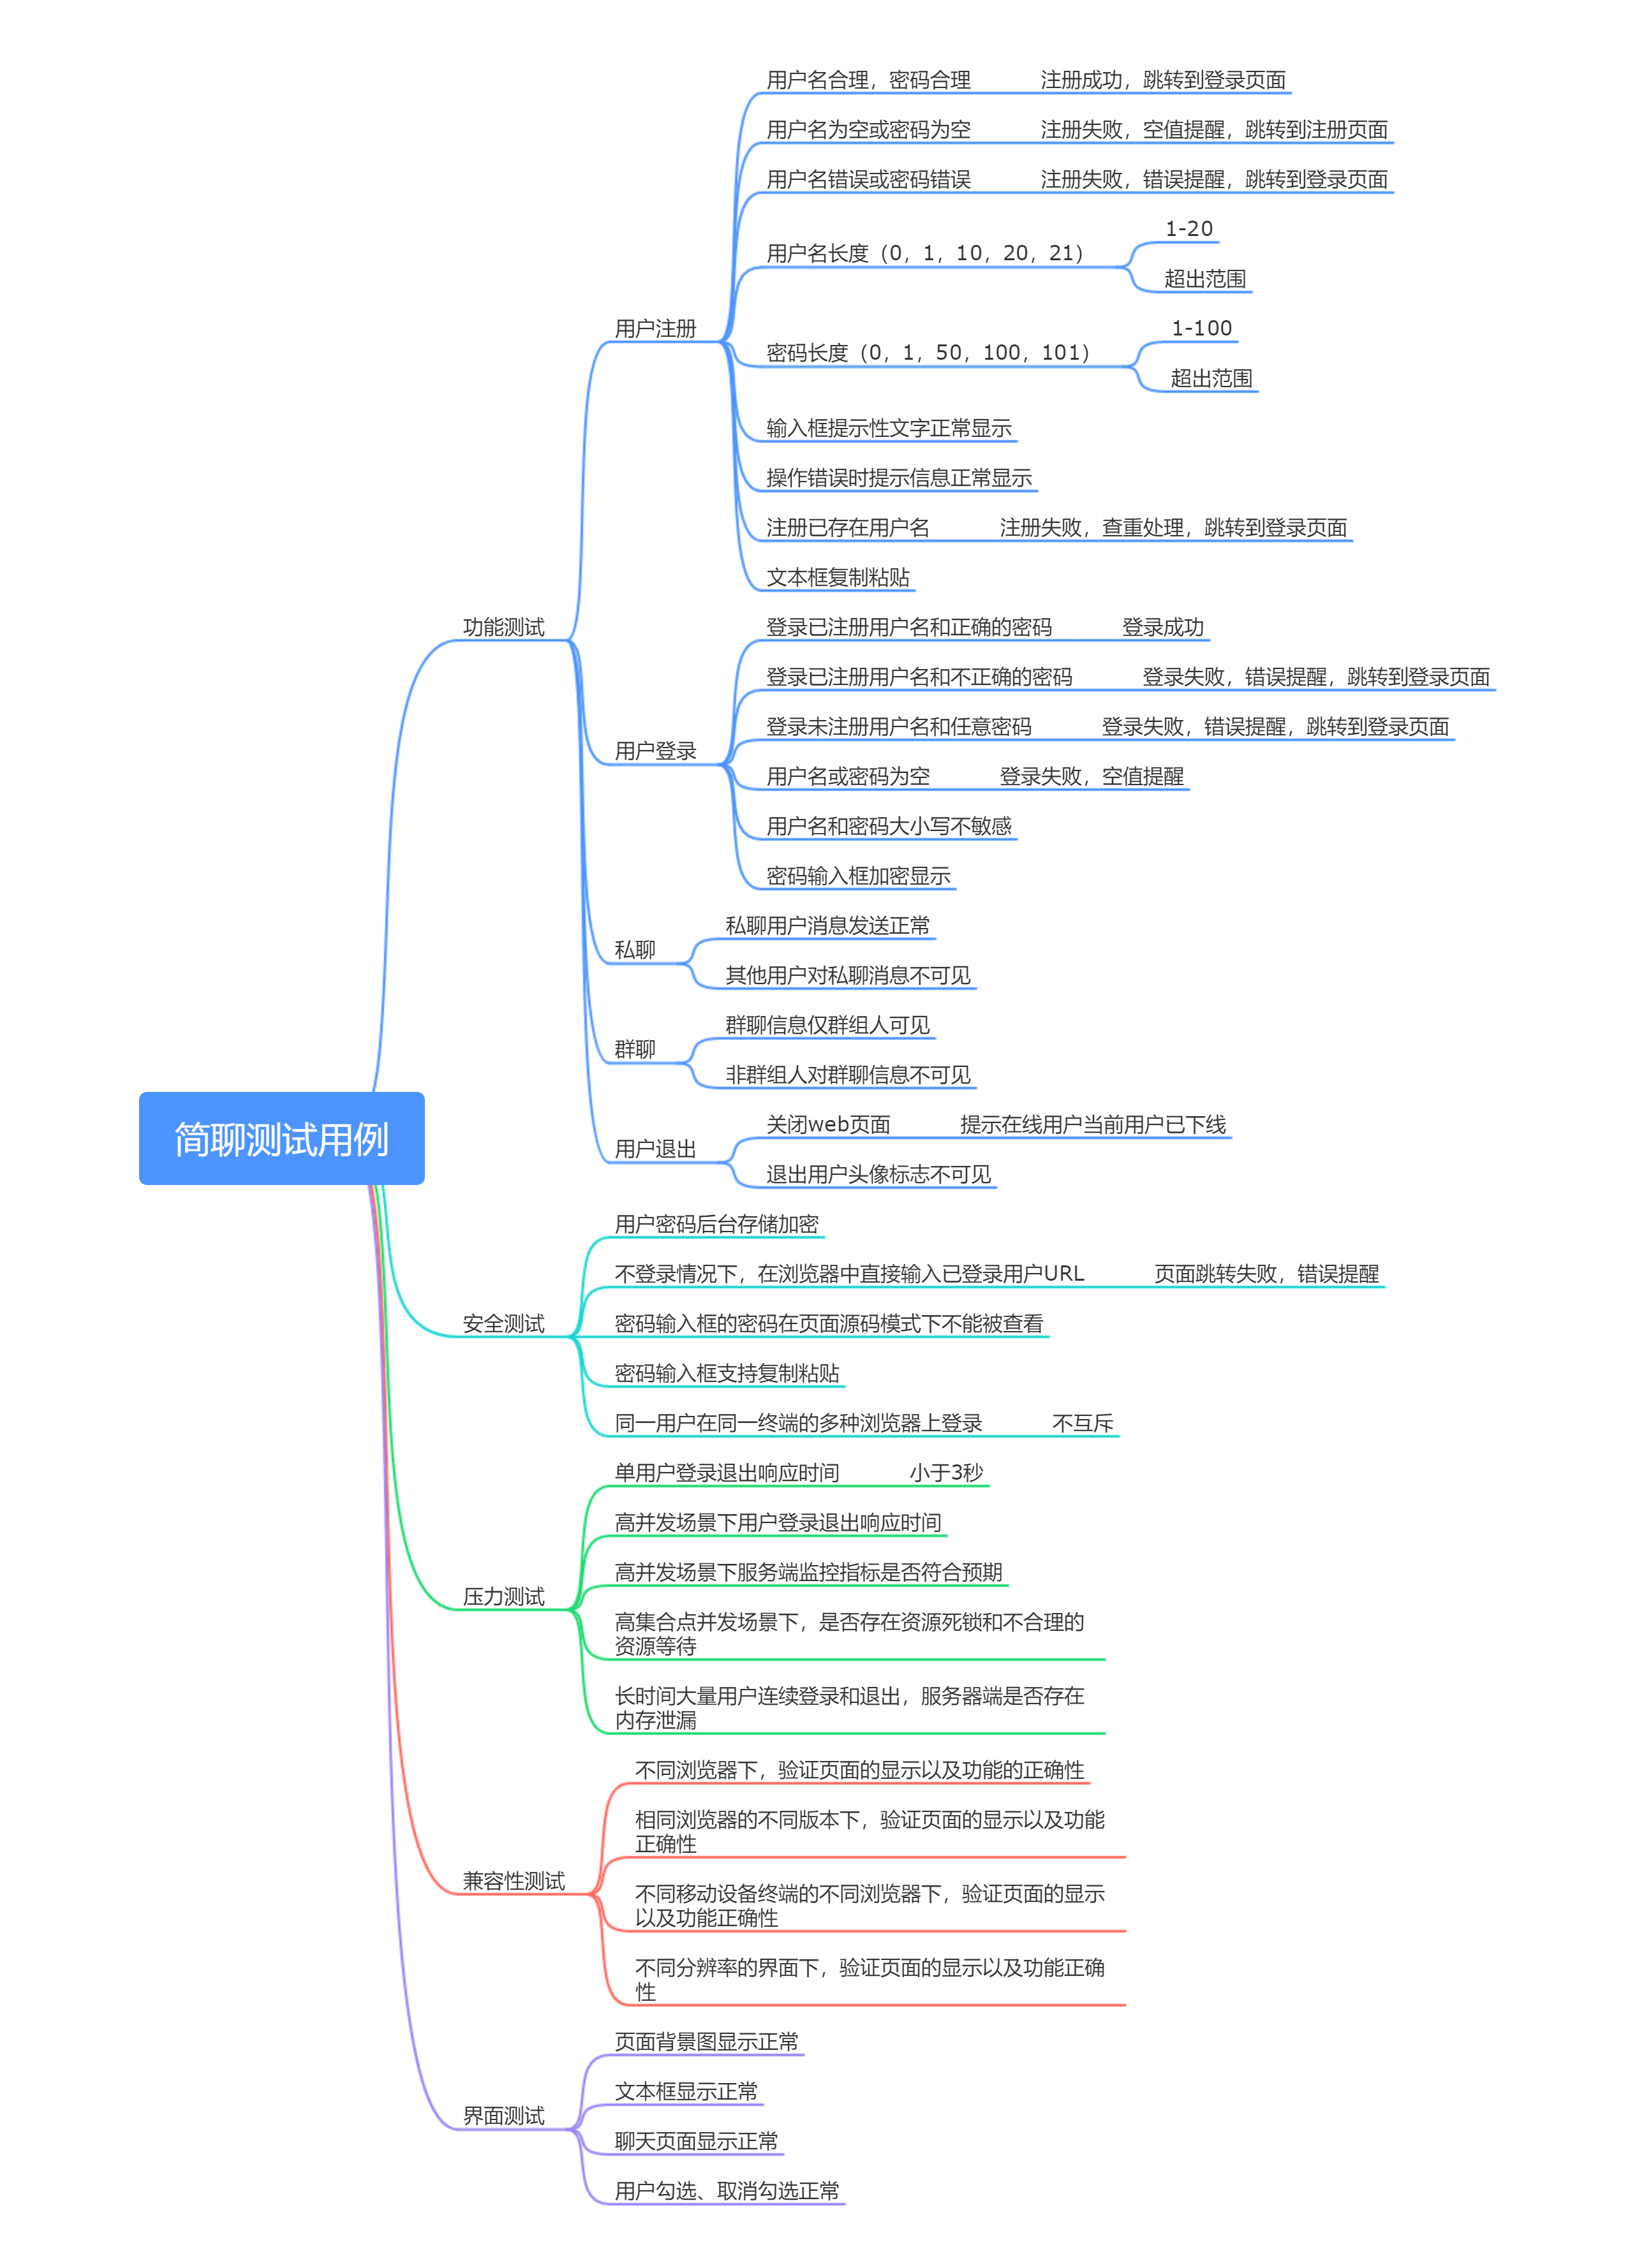 用户名合理，密码合理 注册成功，跳转到登录页面
用户名为空或密码为空 注册失败，空值提醒，跳转到注册页面
用户名错误或密码错误 注册失败，错误提醒，跳转到登录页面
1-20
用户名长度（0，1，10，20，21）
超出范围
用户注册
1-100
密码长度（0，1，50，100，101）
超出范围
输入框提示性文字正常显示
操作错误时提示信息正常显示
注册已存在用户名 注册失败，查重处理，跳转到登录页面
文本框复制粘贴
功能测试
登录已注册用户名和正确的密码 登录成功
登录已注册用户名和不正确的密码 登录失败，错误提醒，跳转到登录页面
登录未注册用户名和任意密码 登录失败，错误提醒，跳转到登录页面
用户登录
用户名或密码为空 登录失败，空值提醒
用户名和密码大小写不敏感
密码输入框加密显示
私聊用户消息发送正常
私聊
其他用户对私聊消息不可见
群聊信息仅群组人可见
群聊
非群组人对群聊信息不可见
关闭web页面 提示在线用户当前用户已下线
用户退出
退出用户头像标志不可见
简聊测试用例
用户密码后台存储加密
不登录情况下，在浏览器中直接输入已登录用户URL 页面跳转失败，错误提醒
安全测试
密码输入框的密码在页面源码模式下不能被查看
密码输入框支持复制粘贴
同一用户在同一终端的多种浏览器上登录 不互斥
单用户登录退出响应时间 小于3秒
高并发场景下用户登录退出响应时间
高并发场景下服务端监控指标是否符合预期
压力测试
高集合点并发场景下，是否存在资源死锁和不合理的
资源等待
长时间大量用户连续登录和退出，服务器端是否存在
内存泄漏
不同浏览器下，验证页面的显示以及功能的正确性
相同浏览器的不同版本下，验证页面的显示以及功能
正确性
兼容性测试
不同移动设备终端的不同浏览器下，验证页面的显示
以及功能正确性
不同分辨率的界面下，验证页面的显示以及功能正确
性
页面背景图显示正常
文本框显示正常
界面测试
聊天页面显示正常
用户勾选、取消勾选正常